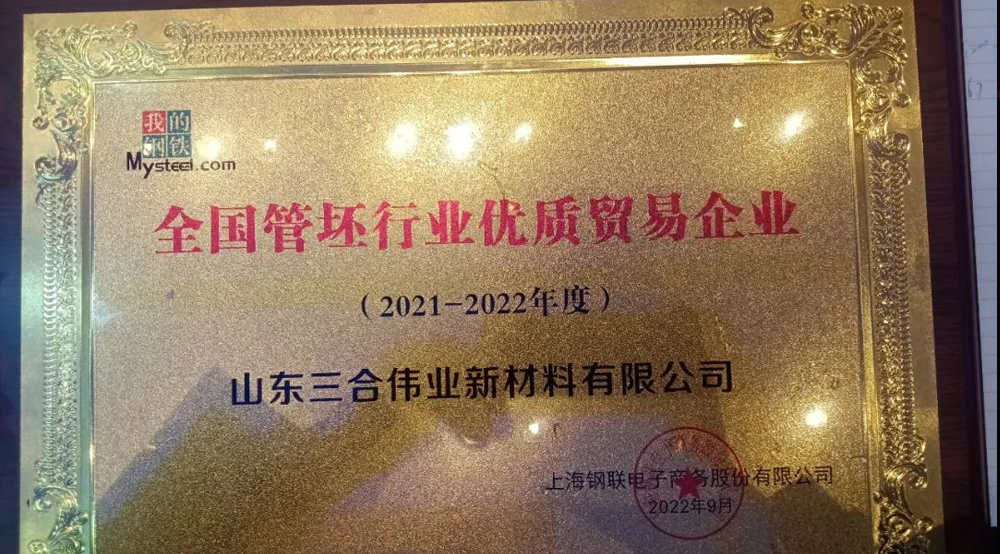 我的
钢铁
Mysteel.com
全国管坯行业优质贸易企业
（2021-2022年度）
山东三合伟业新材料有限公司
上海钢联电子商务股份有限公司
2022年9月